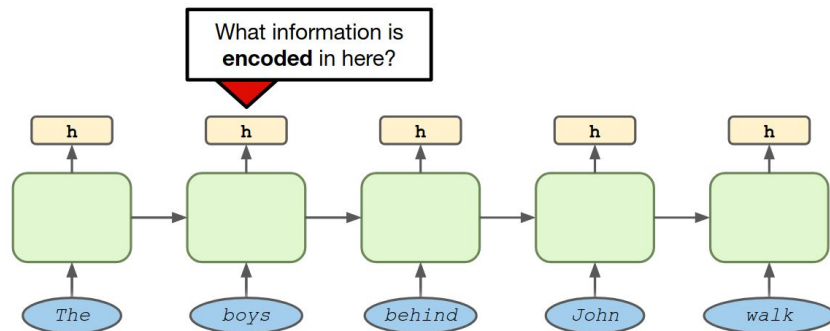 What information is
encoded in here?
h h h h h
The boys behind John walk